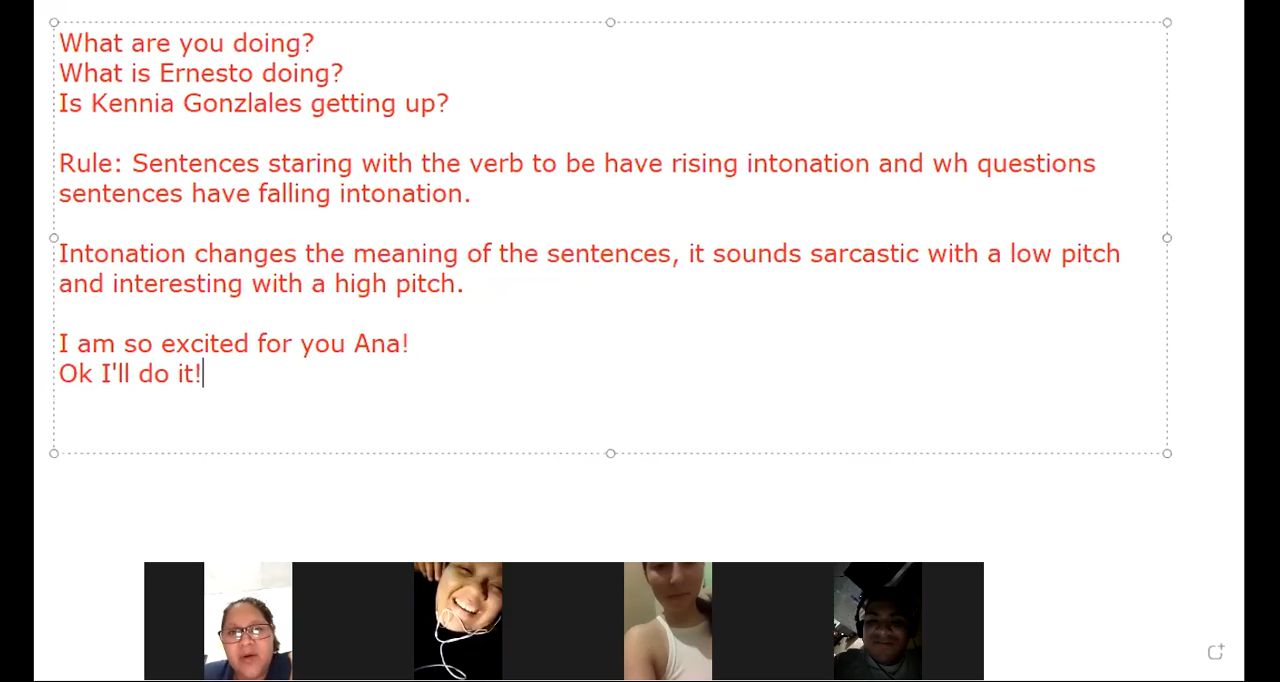 What are you doing?
What is Ernesto doing?
Is Kennia Gonzlales getting up?
Rule: Sentences staring with the verb to be have rising intonation and wh questions
sentences have falling intonation.
Intonation changes the meaning of the sentences, it sounds sarcastic with a low pitch
and interesting with a high pitch.
I am so excited for you Ana!
Ok I'll do it!